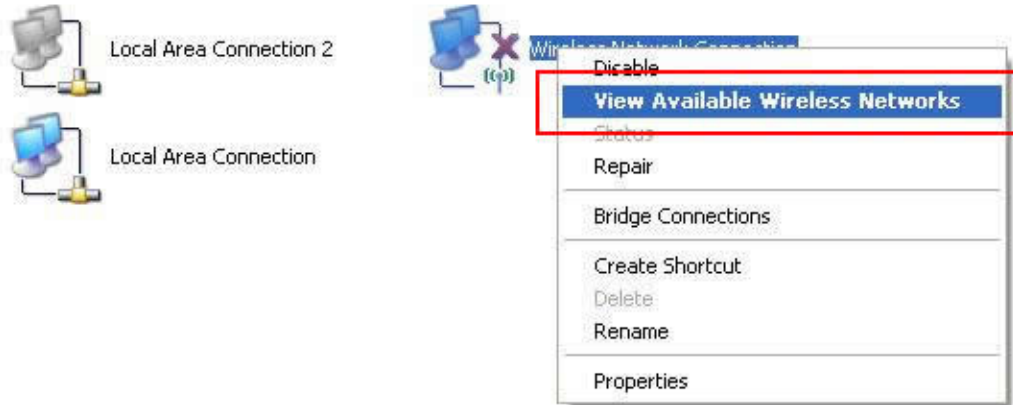 Local Area Connection 2
Wireless Network Connection
Disable
View Available Wireless Networks
Status
Local Area Connection
Repair
Bridge Connections
Create Shortcut
Delete
Rename
Properties